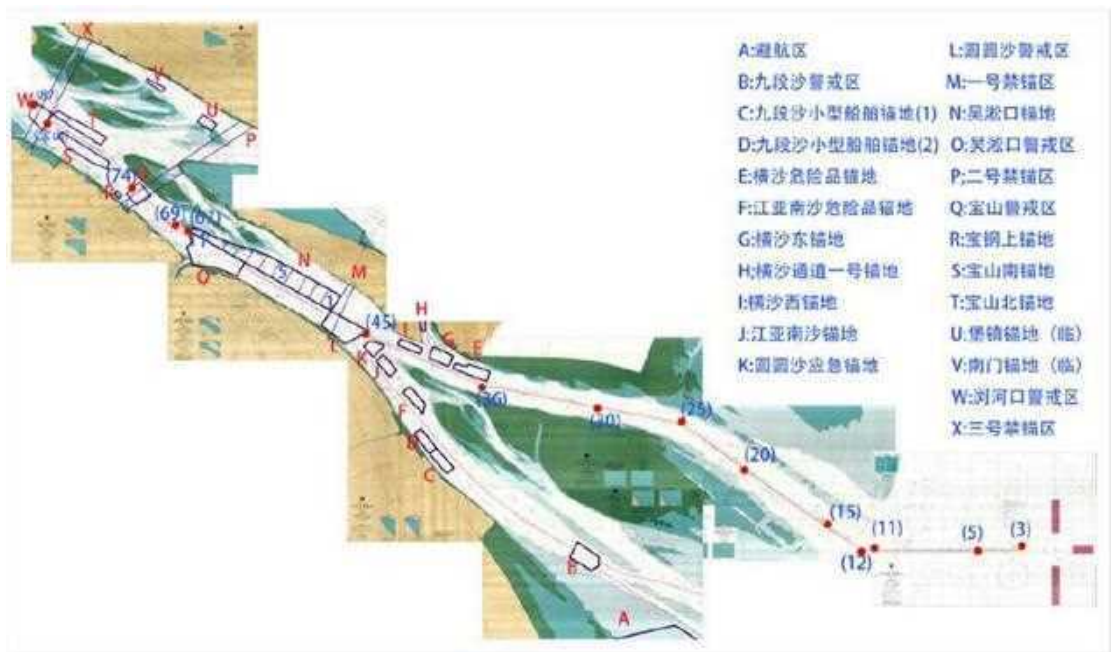 A:避航区
B:九段沙警戒区
C:九段沙小型船舶锚地(1)
D:九段沙小型船舶锚地(2)
E:横沙危险品锚地
F:江亚南沙危险品锚地
G:横沙东锚地
H:横沙通道一号锚地
I:横沙西锚地
J:江亚南沙锚地
K:圆圆沙应急锚地
L:圆圆沙警戒区
M:一号禁锚区
N:吴淞口锚地
O:吴淞口警戒区
P;二号禁锚区
Q:宝山警戒区
R:宝钢上锚地
S:宝山南锚地
T:宝山北锚地
U:堡镇锚地(临)
V:南门锚地(临)
W:浏河口警戒区
X:三号禁锚区
X
V
W
U
T
P
S
(74)
(69)
N
O
M
H
(45)
I
G
E
L
K
(36)
F
(30)
(25)
D
C
(20)
(15)
(11)
(5)
(3)
(12)
B
A